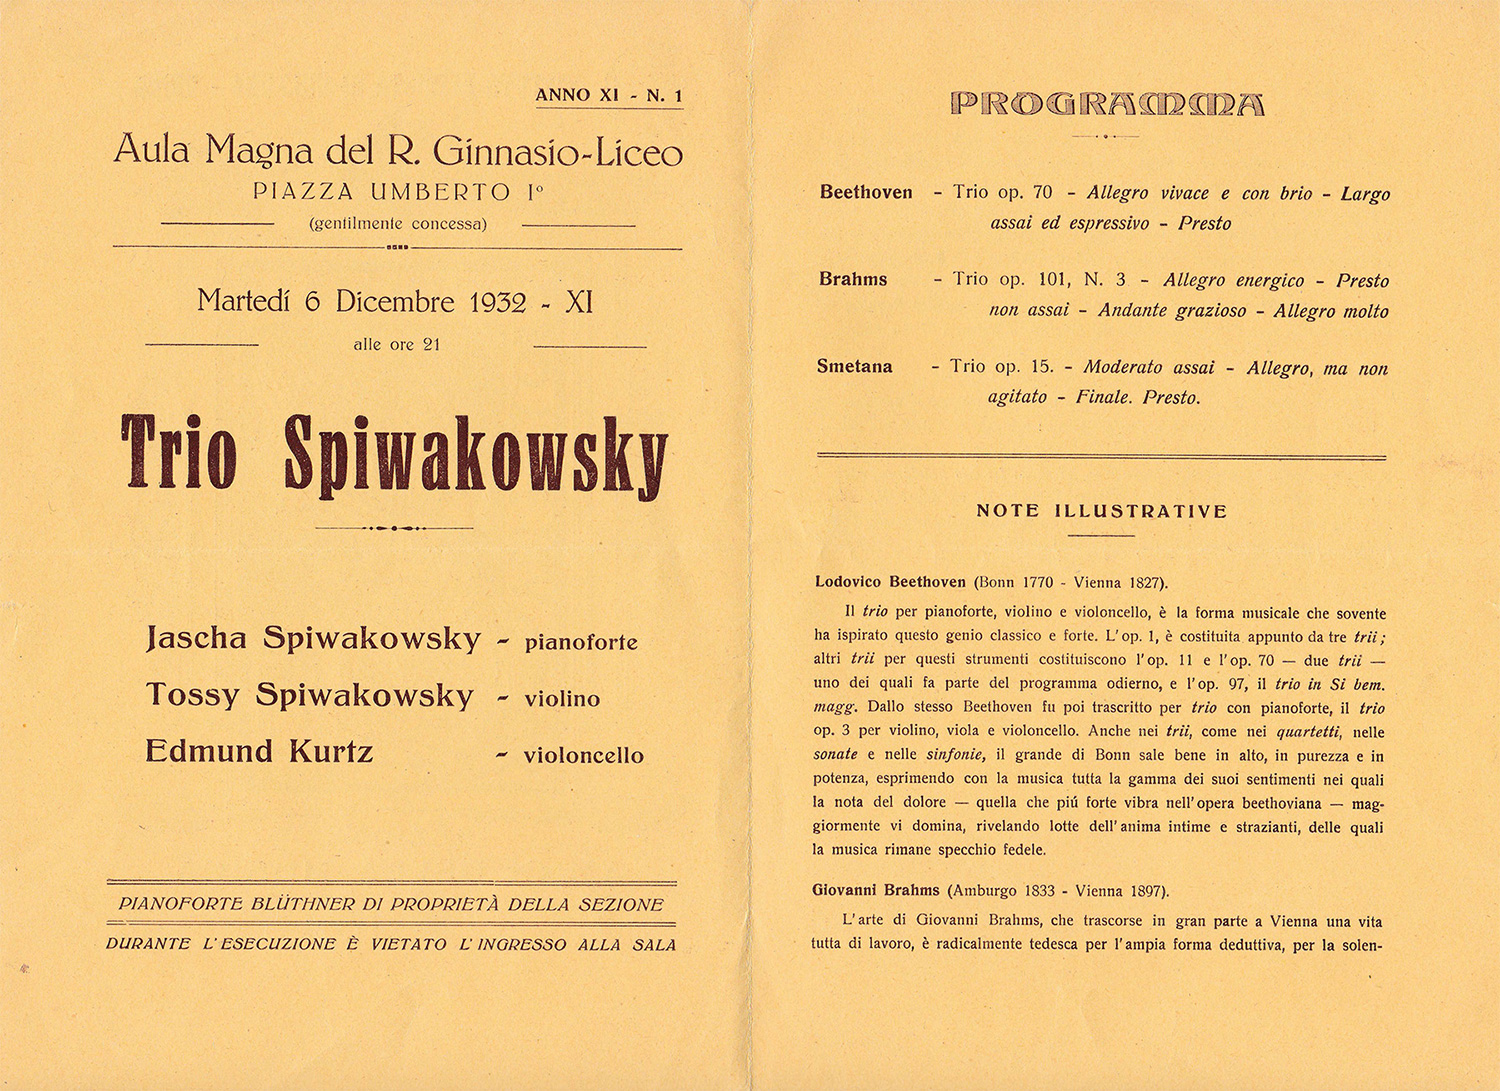 ANNO XI - N. 1
Aula Magna del R. Ginnasio-Liceo
PIAZZA UMBERTO I°
(gentilmente concessa)
Martedí 6 Dicembre 1932 - XI
alle ore 21
Trio Spiwakowsky
Jascha Spiwakowsky - pianoforte
Tossy Spiwakowsky - violino
Edmund Kurtz - violoncello
PIANOFORTE BLÜTHNER DI PROPRIETÀ DELLA SEZIONE
DURANTE L'ESECUZIONE È VIETATO L'INGRESSO ALLA SALA
PROGRAMMA
Beethoven - Trio op. 70 - Allegro vivace e con brio - Largo
assai ed espressivo - Presto
Brahms - Trio op. 101, N. 3 - Allegro energico - Presto
non assai - Andante grazioso - Allegro molto
Smetana - Trio op. 15. - Moderato assai - Allegro, ma non
agitato - Finale. Presto.
NOTE ILLUSTRATIVE
Lodovico Beethoven (Bonn 1770 - Vienna 1827).
Il trio per pianoforte, violino e violoncello, è la forma musicale che sovente
ha ispirato questo genio classico e forte. L'op. 1, è costituita appunto da tre trii;
altri trii per questi strumenti costituiscono l'op. 11 e l'op. 70 — due trii —
uno dei quali fa parte del programma odierno, e l'op. 97, il trio in Si bem.
magg. Dallo stesso Beethoven fu poi trascritto per trio con pianoforte, il trio
op. 3 per violino, viola e violoncello. Anche nei trii, come nei quartetti, nelle
sonate e nelle sinfonie, il grande di Bonn sale bene in alto, in purezza e in
potenza, esprimendo con la musica tutta la gamma dei suoi sentimenti nei quali
la nota del dolore — quella che piú forte vibra nell'opera beethoviana — mag-
giormente vi domina, rivelando lotte dell'anima intime e strazianti, delle quali
la musica rimane specchio fedele.
Giovanni Brahms (Amburgo 1833 - Vienna 1897).
L'arte di Giovanni Brahms, che trascorse in gran parte a Vienna una vita
tutta di lavoro, è radicalmente tedesca per l'ampia forma deduttiva, per la solen-